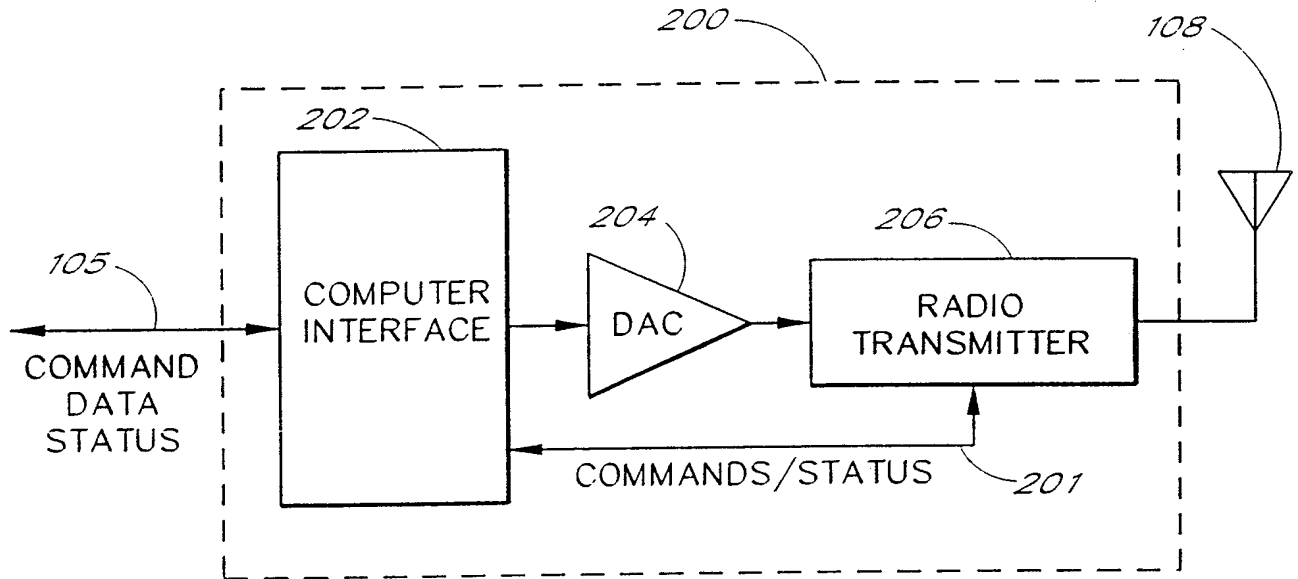 200
108
202
204
206
105
COMPUTER
INTERFACE
DAC
RADIO
TRANSMITTER
COMMAND
DATA
STATUS
COMMANDS/STATUS
201